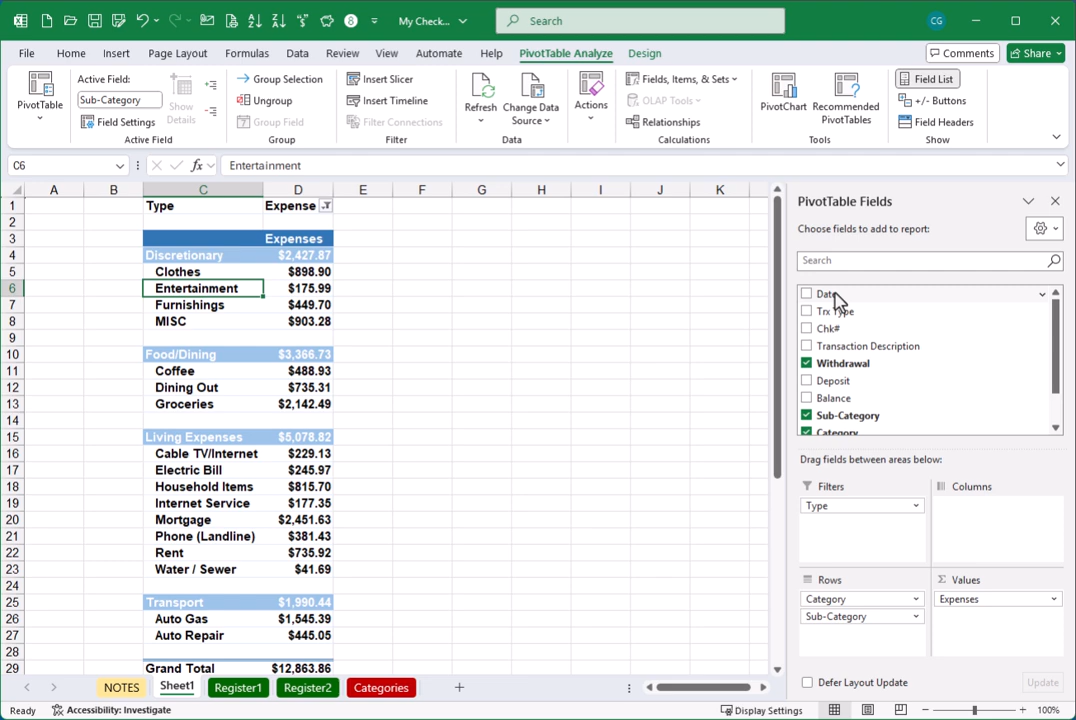 My Check...
Search
CG
File Home Insert Page Layout Formulas Data Review View Automate Help PivotTable Analyze Design Comments Share
PivotTable
Active Field:
Sub-Category
Field Settings
Show Details
Active Field
Group Selection
Ungroup
Group Field
Group
Insert Slicer
Insert Timeline
Filter Connections
Filter
Refresh
Change Data Source
Data
Actions
Fields, Items, & Sets
OLAP Tools
Relationships
Calculations
PivotChart
Recommended PivotTables
Tools
Field List
+/- Buttons
Field Headers
Show
C6 fx Entertainment
A B C D E F G H I J K
1 Type Expense
2
3 Expenses
4 Discretionary $2,427.87
5 Clothes $898.90
6 Entertainment $175.99
7 Furnishings $449.70
8 MISC $903.28
9
10 Food/Dining $3,366.73
11 Coffee $488.93
12 Dining Out $735.31
13 Groceries $2,142.49
14
15 Living Expenses $5,078.82
16 Cable TV/Internet $229.13
17 Electric Bill $245.97
18 Household Items $815.70
19 Internet Service $177.35
20 Mortgage $2,451.63
21 Phone (Landline) $381.43
22 Rent $735.92
23 Water / Sewer $41.69
24
25 Transport $1,990.44
26 Auto Gas $1,545.39
27 Auto Repair $445.05
28
29 Grand Total $12,863.86
PivotTable Fields
Choose fields to add to report:
Search
Date
Trx Type
Chk#
Transaction Description
Withdrawal
Deposit
Balance
Sub-Category
Category
Drag fields between areas below:
Filters
Type
Columns
Rows
Category
Sub-Category
Σ Values
Expenses
Defer Layout Update Update
NOTES Sheet1 Register1 Register2 Categories
Ready Accessibility: Investigate Display Settings 100%